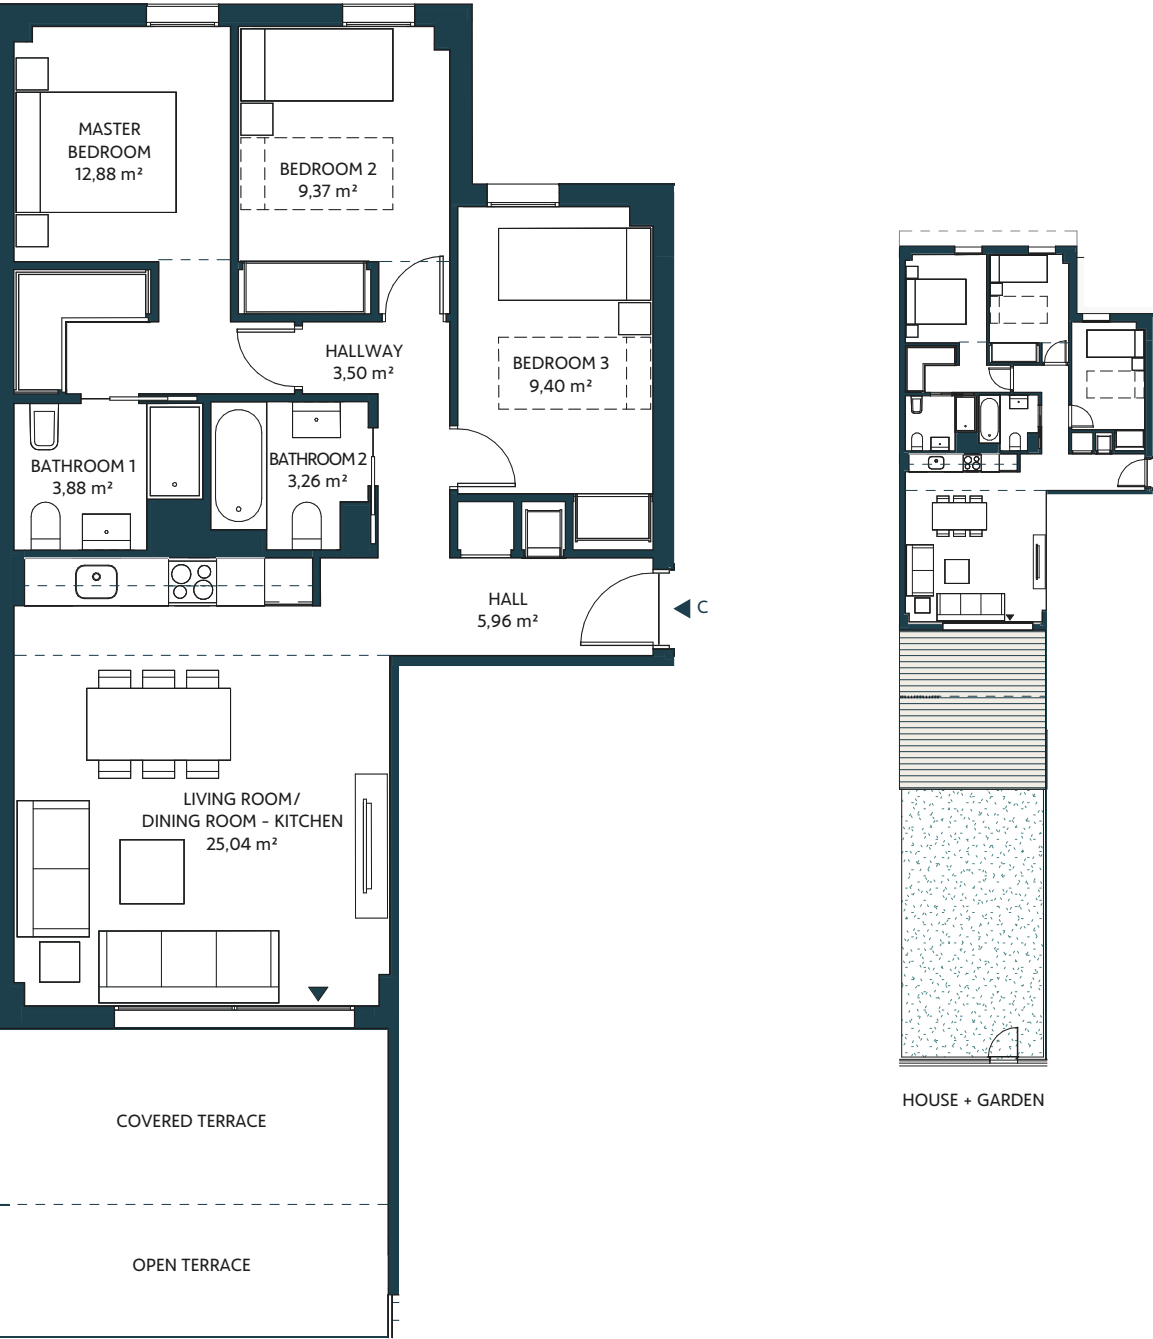 MASTER
BEDROOM
12,88 m²
BEDROOM 2
9,37 m²
HALLWAY
3,50 m²
BEDROOM 3
9,40 m²
BATHROOM 1
3,88 m²
BATHROOM 2
3,26 m²
HALL
5,96 m²
C
LIVING ROOM/
DINING ROOM - KITCHEN
25,04 m²
COVERED TERRACE
OPEN TERRACE
HOUSE + GARDEN